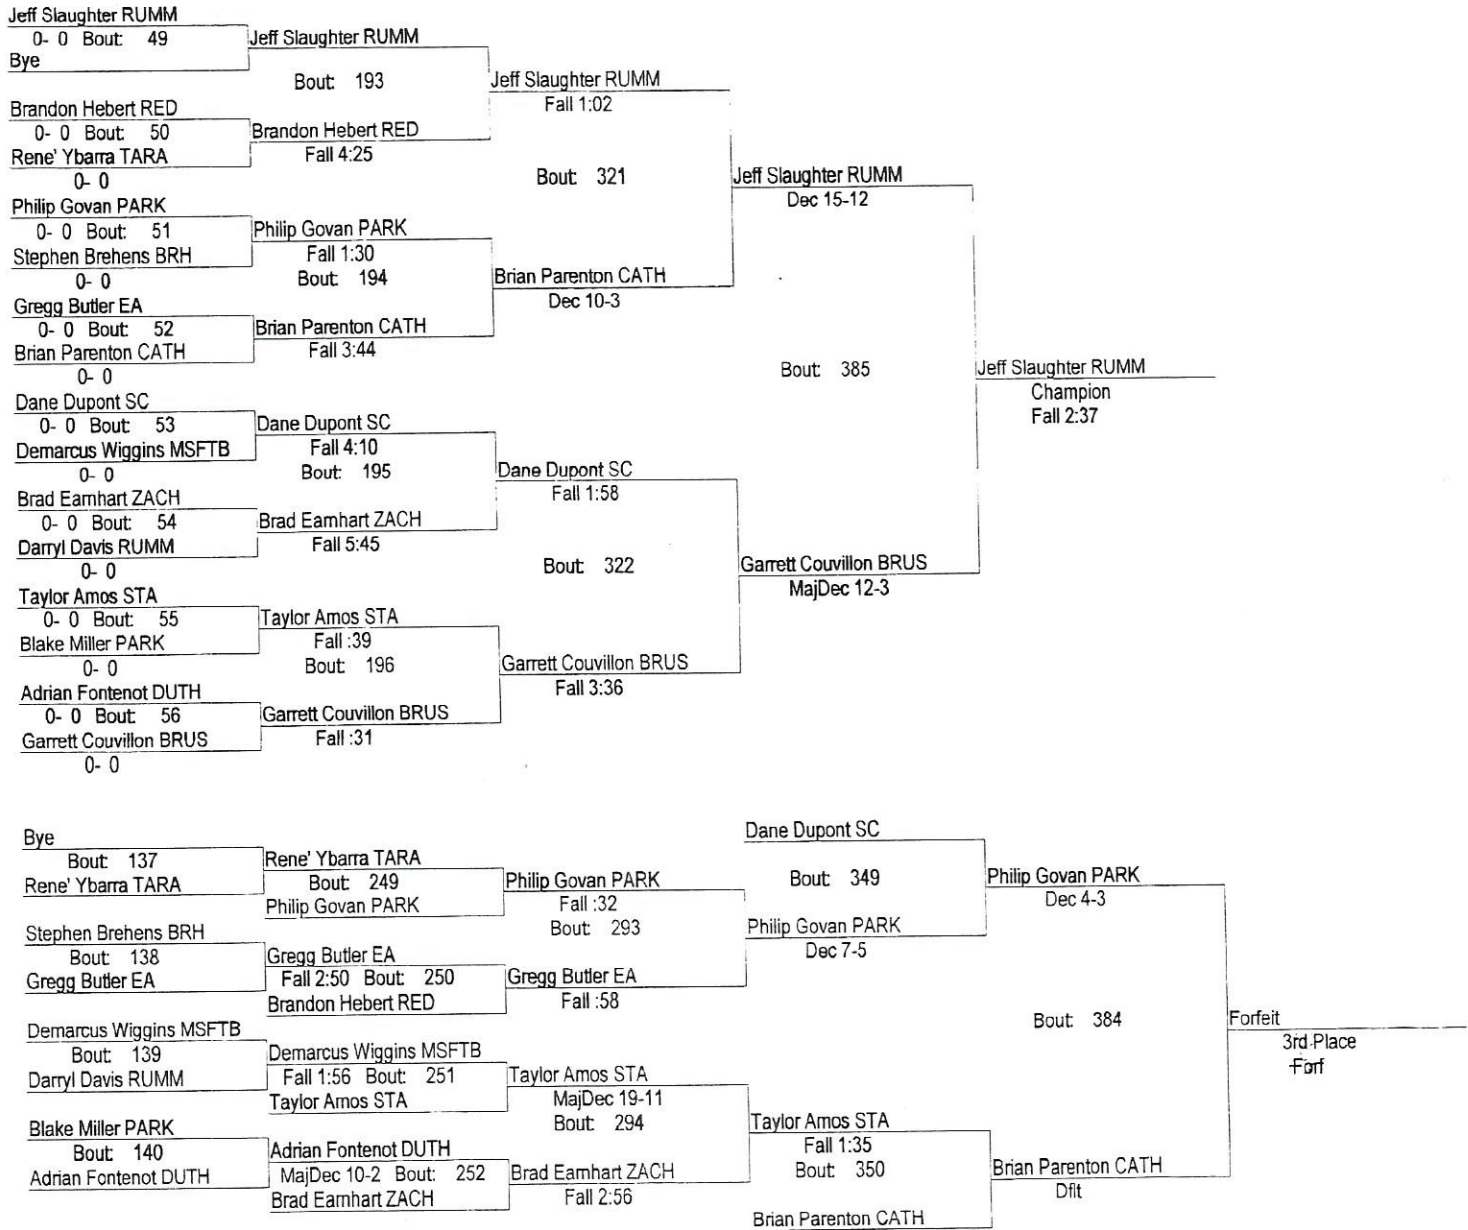 Jeff Slaughter RUMM
0- 0 Bout: 49
Bye
Brandon Hebert RED
0- 0 Bout: 50
Rene' Ybarra TARA
0- 0
Philip Govan PARK
0- 0 Bout: 51
Stephen Brehens BRH
0- 0
Gregg Butler EA
0- 0 Bout: 52
Brian Parenton CATH
0- 0
Dane Dupont SC
0- 0 Bout: 53
Demarcus Wiggins MSFTB
0- 0
Brad Earnhart ZACH
0- 0 Bout: 54
Darryl Davis RUMM
0- 0
Taylor Amos STA
0- 0 Bout: 55
Blake Miller PARK
0- 0
Adrian Fontenot DUTH
0- 0 Bout: 56
Garrett Couvillon BRUS
0- 0
Jeff Slaughter RUMM
Bout: 193
Brandon Hebert RED
Fall 4:25
Philip Govan PARK
Fall 1:30
Bout: 194
Brian Parenton CATH
Fall 3:44
Dane Dupont SC
Fall 4:10
Bout: 195
Brad Earnhart ZACH
Fall 5:45
Taylor Amos STA
Fall :39
Bout: 196
Garrett Couvillon BRUS
Fall :31
Jeff Slaughter RUMM
Fall 1:02
Bout: 321
Brian Parenton CATH
Dec 10-3
Dane Dupont SC
Fall 1:58
Bout: 322
Garrett Couvillon BRUS
Fall 3:36
Jeff Slaughter RUMM
Dec 15-12
Bout: 385
Garrett Couvillon BRUS
MajDec 12-3
Jeff Slaughter RUMM
Champion
Fall 2:37
Bye
Bout: 137
Rene' Ybarra TARA
Stephen Brehens BRH
Bout: 138
Gregg Butler EA
Demarcus Wiggins MSFTB
Bout: 139
Darryl Davis RUMM
Blake Miller PARK
Bout: 140
Adrian Fontenot DUTH
Rene' Ybarra TARA
Bout: 249
Philip Govan PARK
Gregg Butler EA
Fall 2:50 Bout: 250
Brandon Hebert RED
Demarcus Wiggins MSFTB
Fall 1:56 Bout: 251
Taylor Amos STA
Adrian Fontenot DUTH
MajDec 10-2 Bout: 252
Brad Earnhart ZACH
Philip Govan PARK
Fall :32
Bout: 293
Gregg Butler EA
Fall :58
Taylor Amos STA
MajDec 19-11
Bout: 294
Brad Earnhart ZACH
Fall 2:56
Dane Dupont SC
Bout: 349
Philip Govan PARK
Dec 7-5
Taylor Amos STA
Fall 1:35
Bout: 350
Brian Parenton CATH
Philip Govan PARK
Dec 4-3
Bout: 384
Brian Parenton CATH
Dflt
Forfeit
3rd Place
Forf